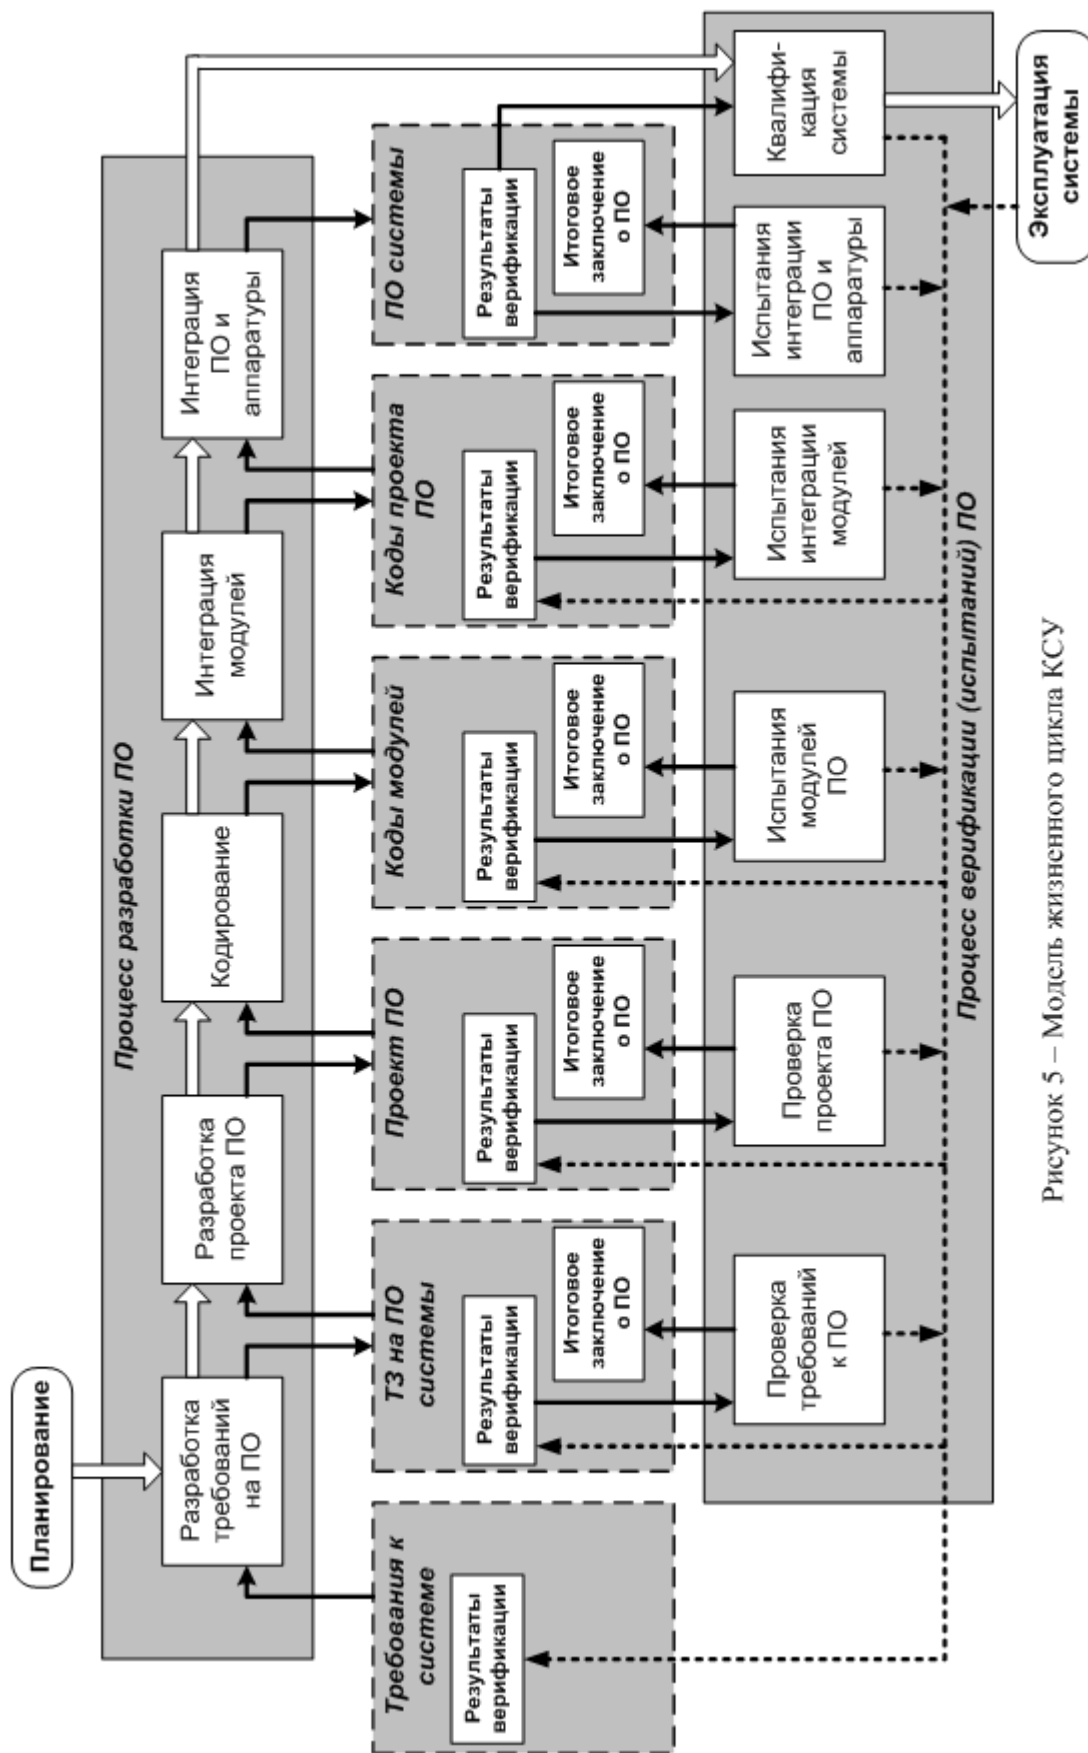 Планирование
Процесс разработки ПО
Разработка
требований
на ПО
Разработка
проекта ПО
Кодирование
Интеграция
модулей
Интеграция
ПО и
аппаратуры
Требования к
системе
Результаты
верификации
ТЗ на ПО
системы
Результаты
верификации
Итоговое
заключение
о ПО
Проект ПО
Результаты
верификации
Итоговое
заключение
о ПО
Коды модулей
Результаты
верификации
Итоговое
заключение
о ПО
Коды проекта
ПО
Результаты
верификации
Итоговое
заключение
о ПО
ПО системы
Результаты
верификации
Итоговое
заключение
о ПО
Проверка
требований
к ПО
Проверка
проекта ПО
Испытания
модулей
ПО
Испытания
интеграции
модулей
Испытания
интеграции
ПО и
аппаратуры
Квалифи-
кация
системы
Процесс верификации (испытаний) ПО
Эксплуатация
системы
Рисунок 5 – Модель жизненного цикла КСУ